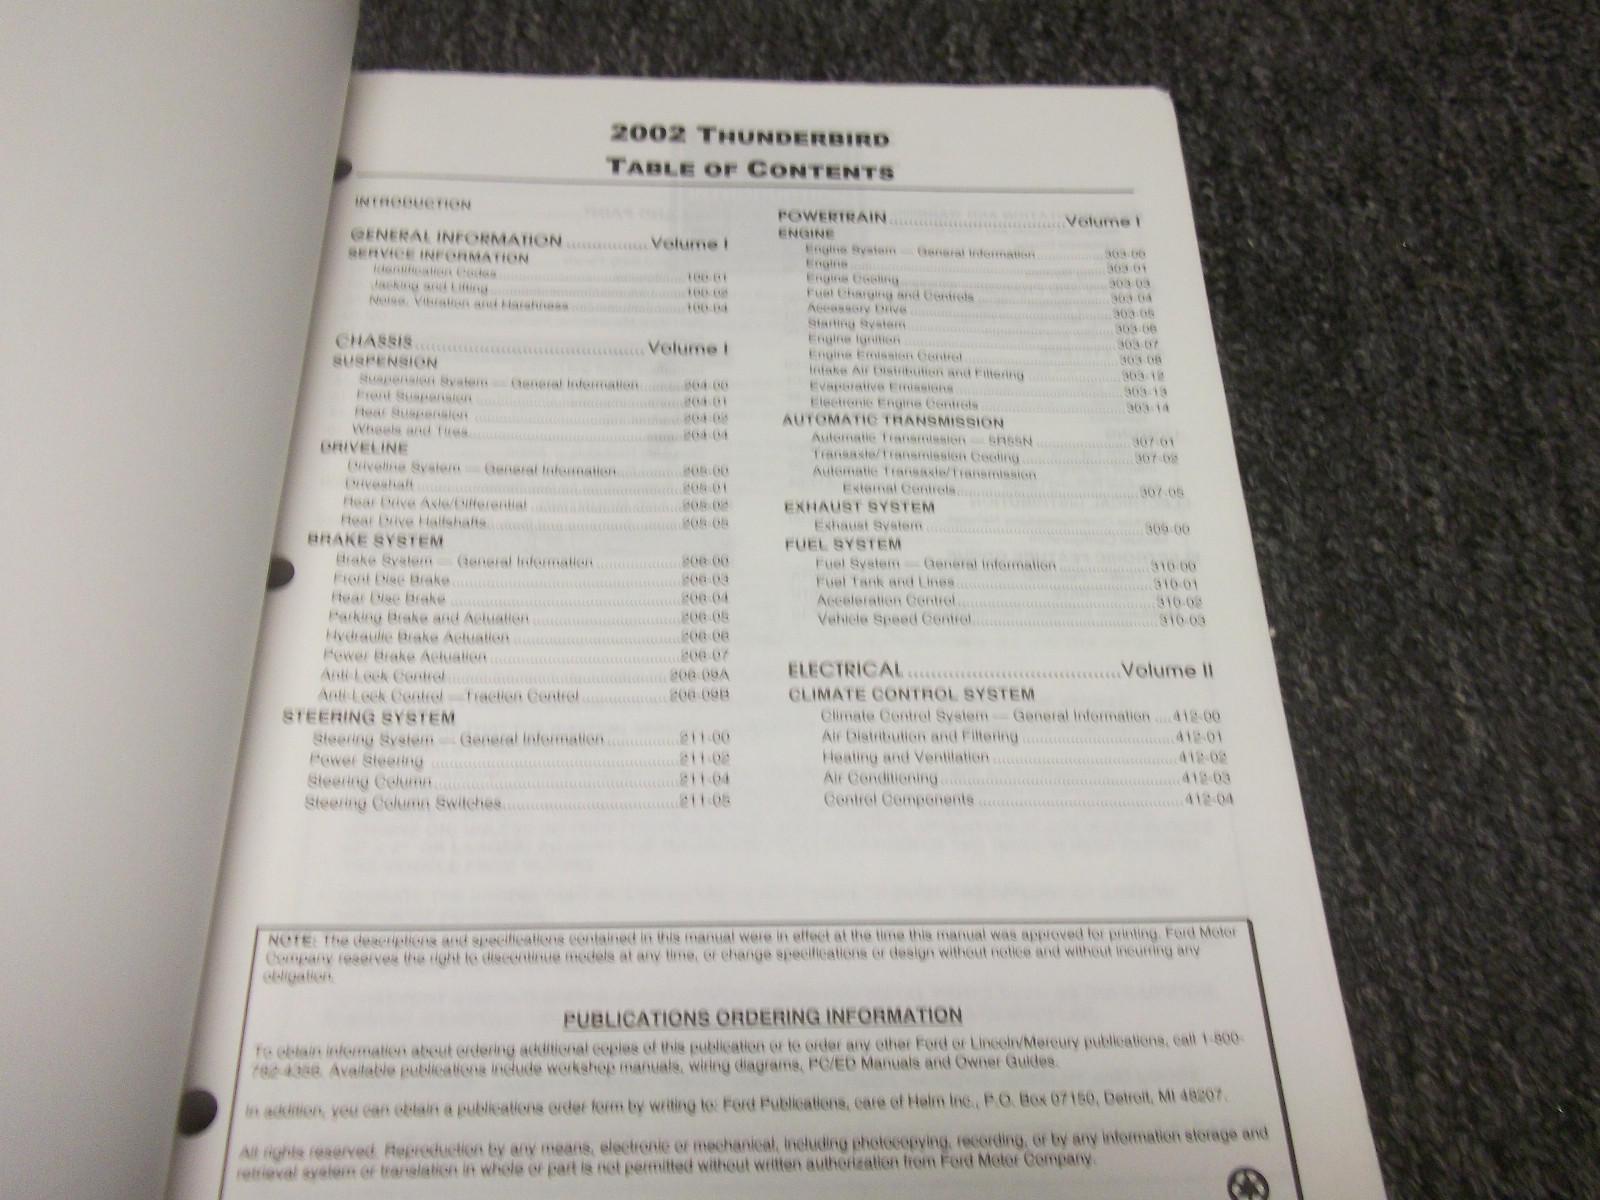 2002 THUNDERBIRD
TABLE OF CONTENTS
INTRODUCTION
GENERAL INFORMATION ............... Volume I
SERVICE INFORMATION
Identification Codes ............... 100-01
Jacking and Lifting ............... 100-02
Noise, Vibration and Harshness ............... 100-04
CHASSIS ............... Volume I
SUSPENSION
Suspension System — General Information ............... 204-00
Front Suspension ............... 204-01
Rear Suspension ............... 204-02
Wheels and Tires ............... 204-04
DRIVELINE
Driveline System — General Information ............... 205-00
Driveshaft ............... 205-01
Rear Drive Axle/Differential ............... 205-02
Rear Drive Halfshafts ............... 205-05
BRAKE SYSTEM
Brake System — General Information ............... 206-00
Front Disc Brake ............... 206-03
Rear Disc Brake ............... 206-04
Parking Brake and Actuation ............... 206-05
Hydraulic Brake Actuation ............... 206-06
Power Brake Actuation ............... 206-07
Anti-Lock Control ............... 206-09A
Anti-Lock Control — Traction Control ............... 206-09B
STEERING SYSTEM
Steering System — General Information ............... 211-00
Power Steering ............... 211-02
Steering Column ............... 211-04
Steering Column Switches ............... 211-05
POWERTRAIN ............... Volume I
ENGINE
Engine System — General Information ............... 303-00
Engine ............... 303-01
Engine Cooling ............... 303-03
Fuel Charging and Controls ............... 303-04
Accessory Drive ............... 303-05
Starting System ............... 303-06
Engine Ignition ............... 303-07
Engine Emission Control ............... 303-08
Intake Air Distribution and Filtering ............... 303-12
Evaporative Emissions ............... 303-13
Electronic Engine Controls ............... 303-14
AUTOMATIC TRANSMISSION
Automatic Transmission — 5R55N ............... 307-01
Transaxle/Transmission Cooling ............... 307-02
Automatic Transaxle/Transmission
External Controls ............... 307-05
EXHAUST SYSTEM
Exhaust System ............... 309-00
FUEL SYSTEM
Fuel System — General Information ............... 310-00
Fuel Tank and Lines ............... 310-01
Acceleration Control ............... 310-02
Vehicle Speed Control ............... 310-03
ELECTRICAL ............... Volume II
CLIMATE CONTROL SYSTEM
Climate Control System — General Information .... 412-00
Air Distribution and Filtering ............... 412-01
Heating and Ventilation ............... 412-02
Air Conditioning ............... 412-03
Control Components ............... 412-04
NOTE: The descriptions and specifications contained in this manual were in effect at the time this manual was approved for printing. Ford Motor
Company reserves the right to discontinue models at any time, or change specifications or design without notice and without incurring any
obligation.
PUBLICATIONS ORDERING INFORMATION
To obtain information about ordering additional copies of this publication or to order any other Ford or Lincoln/Mercury publications, call 1-800-
782-4356. Available publications include workshop manuals, wiring diagrams, PC/ED Manuals and Owner Guides.
In addition, you can obtain a publications order form by writing to: Ford Publications, care of Helm Inc., P.O. Box 07150, Detroit, MI 48207.
All rights reserved. Reproduction by any means, electronic or mechanical, including photocopying, recording, or by any information storage and
retrieval system or translation in whole or part is not permitted without written authorization from Ford Motor Company.